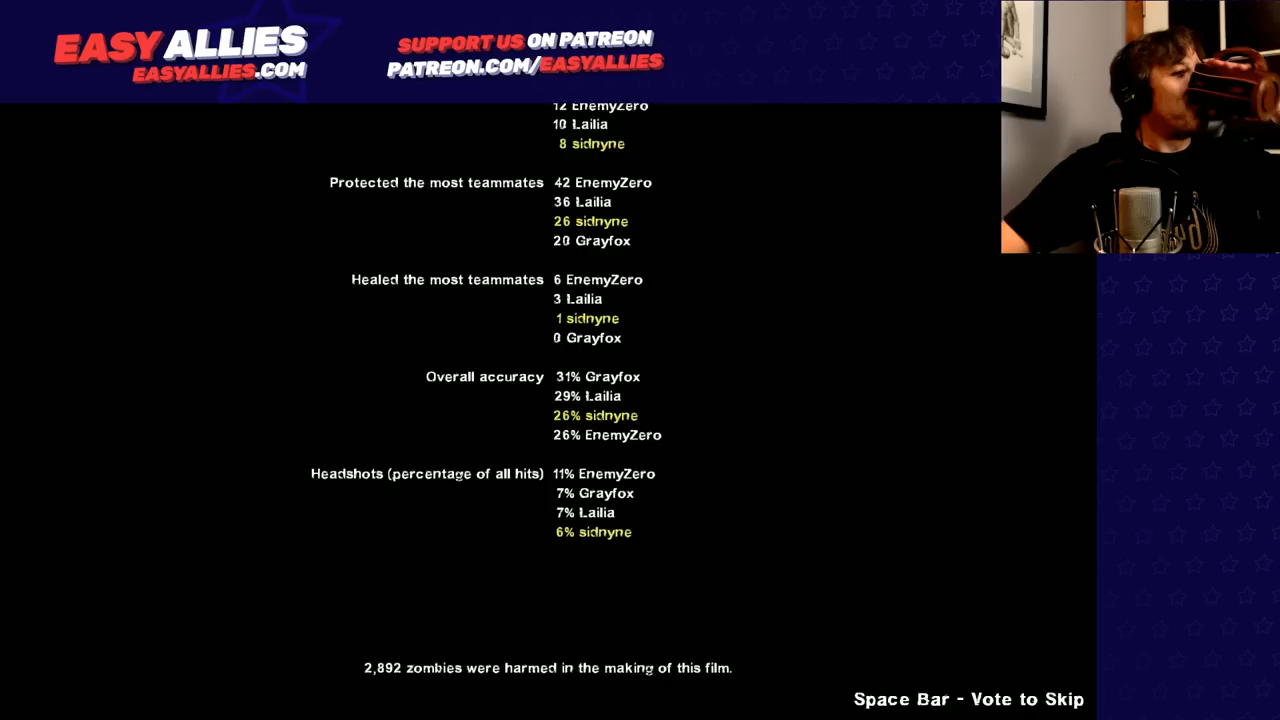 EASY ALLIES
EASYALLIES.COM
SUPPORT US ON PATREON
PATREON.COM/EASYALLIES
12 EnemyZero
10 Lailia
8 sidnyne
Protected the most teammates 42 EnemyZero
36 Lailia
26 sidnyne
20 Grayfox
Healed the most teammates 6 EnemyZero
3 Lailia
1 sidnyne
0 Grayfox
Overall accuracy 31% Grayfox
29% Lailia
26% sidnyne
26% EnemyZero
Headshots (percentage of all hits) 11% EnemyZero
7% Grayfox
7% Lailia
6% sidnyne
2,892 zombies were harmed in the making of this film.
Space Bar - Vote to Skip